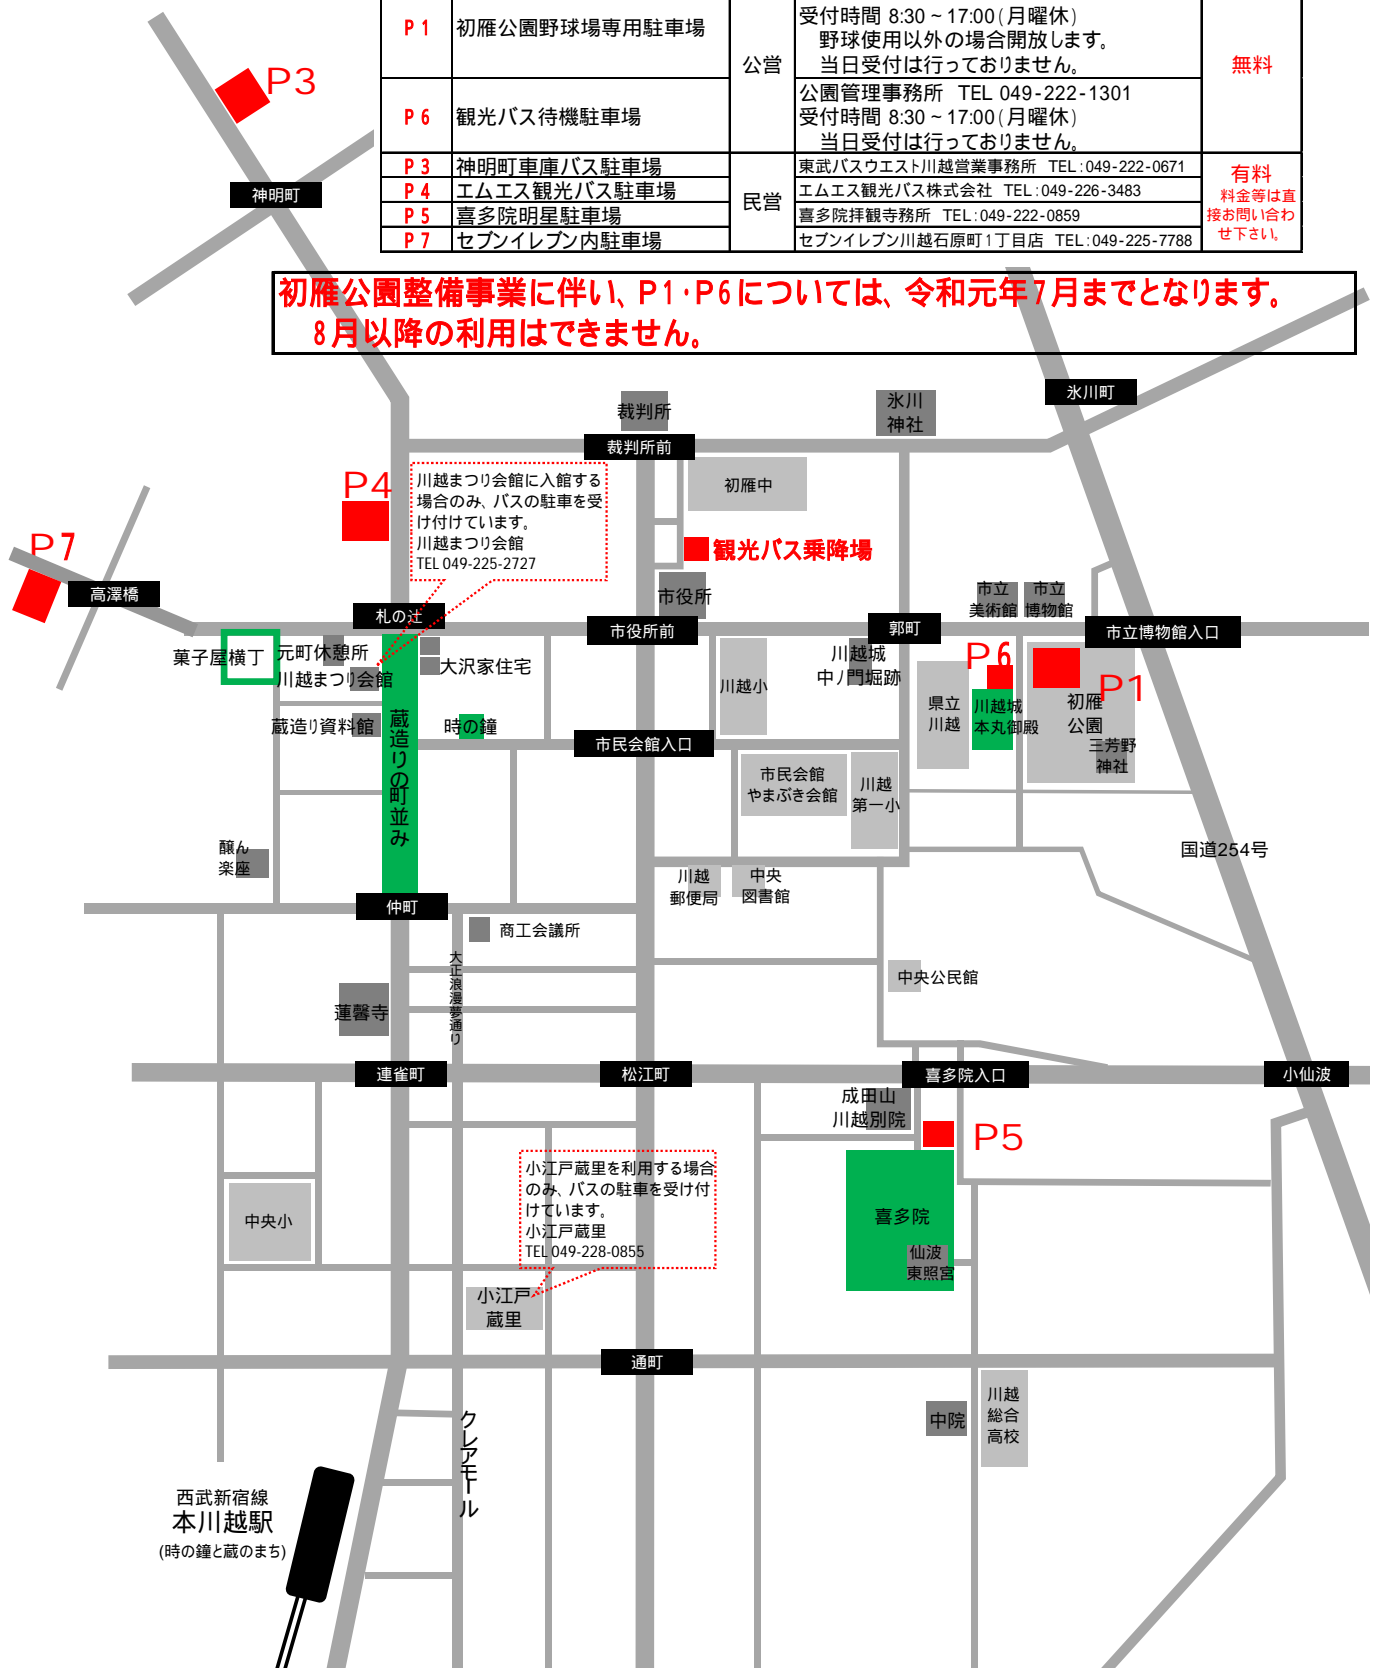 P 1 初雁公園野球場専用駐車場
公営
受付時間 8:30 ~ 17:00(月曜休)
野球使用以外の場合開放します。
当日受付は行っておりません。
無料
P 6 観光バス待機駐車場
公園管理事務所 TEL 049-222-1301
受付時間 8:30 ~ 17:00(月曜休)
当日受付は行っておりません。
P 3 神明町車庫バス駐車場
東武バスウエスト川越営業事務所 TEL:049-222-0671
P 4 エムエス観光バス駐車場
民営
エムエス観光バス株式会社 TEL:049-226-3483
P 5 喜多院明星駐車場
喜多院拝観寺務所 TEL:049-222-0859
P 7 セブンイレブン内駐車場
セブンイレブン川越石原町1丁目店 TEL:049-225-7788
有料
料金等は直
接お問い合わ
せ下さい。
P3
神明町
初雁公園整備事業に伴い、P1・P6については、令和元年7月までとなります。
8月以降の利用はできません。
氷川町
裁判所
氷川
神社
裁判所前
初雁中
P4
川越まつり会館に入館する
場合のみ、バスの駐車を受
け付けています。
川越まつり会館
TEL 049-225-2727
観光バス乗降場
P7
高澤橋
市役所
市立
美術館
市立
博物館
札の辻
市役所前
郭町
市立博物館入口
菓子屋横丁
元町休憩所
川越まつり会館
大沢家住宅
川越小
川越城
中ノ門堀跡
P6
P1
県立
川越
川越城
本丸御殿
初雁
公園
三芳野
神社
蔵造り資料館
蔵造りの町並み
時の鐘
市民会館入口
市民会館
やまぶき会館
川越
第一小
国道254号
醸ん
楽座
川越
郵便局
中央
図書館
仲町
商工会議所
大正浪漫夢通り
中央公民館
蓮馨寺
連雀町
松江町
喜多院入口
小仙波
成田山
川越別院
P5
小江戸蔵里を利用する場合
のみ、バスの駐車を受け付
けています。
小江戸蔵里
TEL 049-228-0855
中央小
喜多院
仙波
東照宮
小江戸
蔵里
通町
川越
総合
高校
中院
クレアモール
西武新宿線
本川越駅
(時の鐘と蔵のまち)